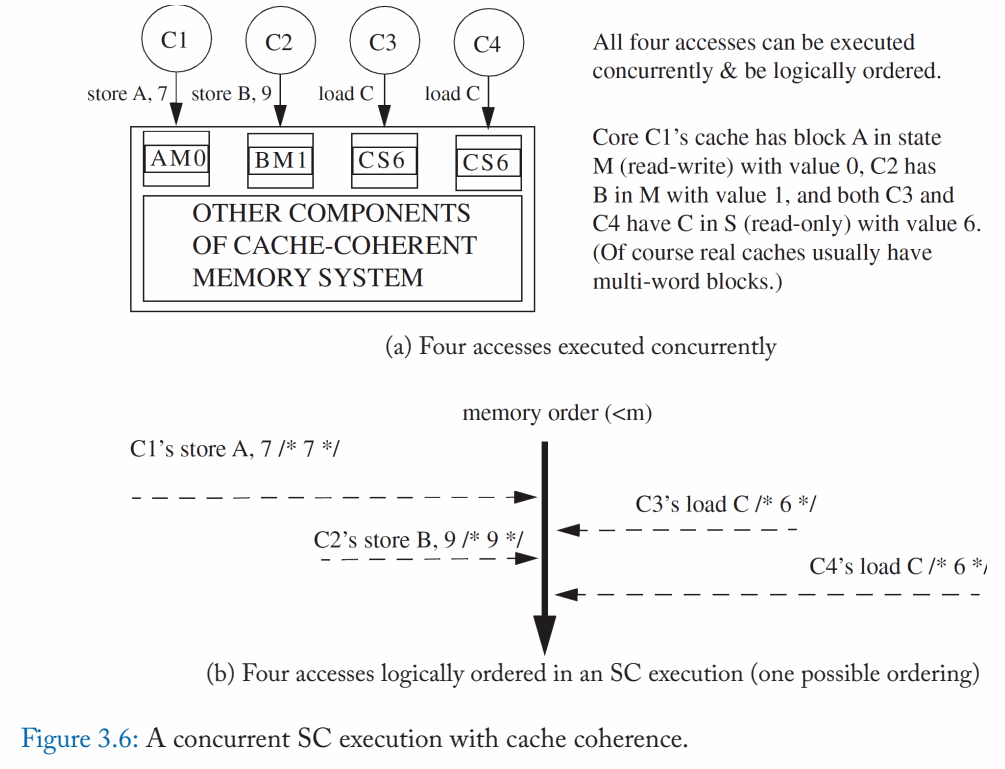 C1
C2
C3
C4
store A, 7
store B, 9
load C
load C
A M 0
B M 1
C S 6
C S 6
OTHER COMPONENTS
OF CACHE-COHERENT
MEMORY SYSTEM
All four accesses can be executed
concurrently & be logically ordered.
Core C1’s cache has block A in state
M (read-write) with value 0, C2 has
B in M with value 1, and both C3 and
C4 have C in S (read-only) with value 6.
(Of course real caches usually have
multi-word blocks.)
(a) Four accesses executed concurrently
memory order (<m)
C1’s store A, 7 /* 7 */
C3’s load C /* 6 */
C2’s store B, 9 /* 9 */
C4’s load C /* 6 */
(b) Four accesses logically ordered in an SC execution (one possible ordering)
Figure 3.6: A concurrent SC execution with cache coherence.